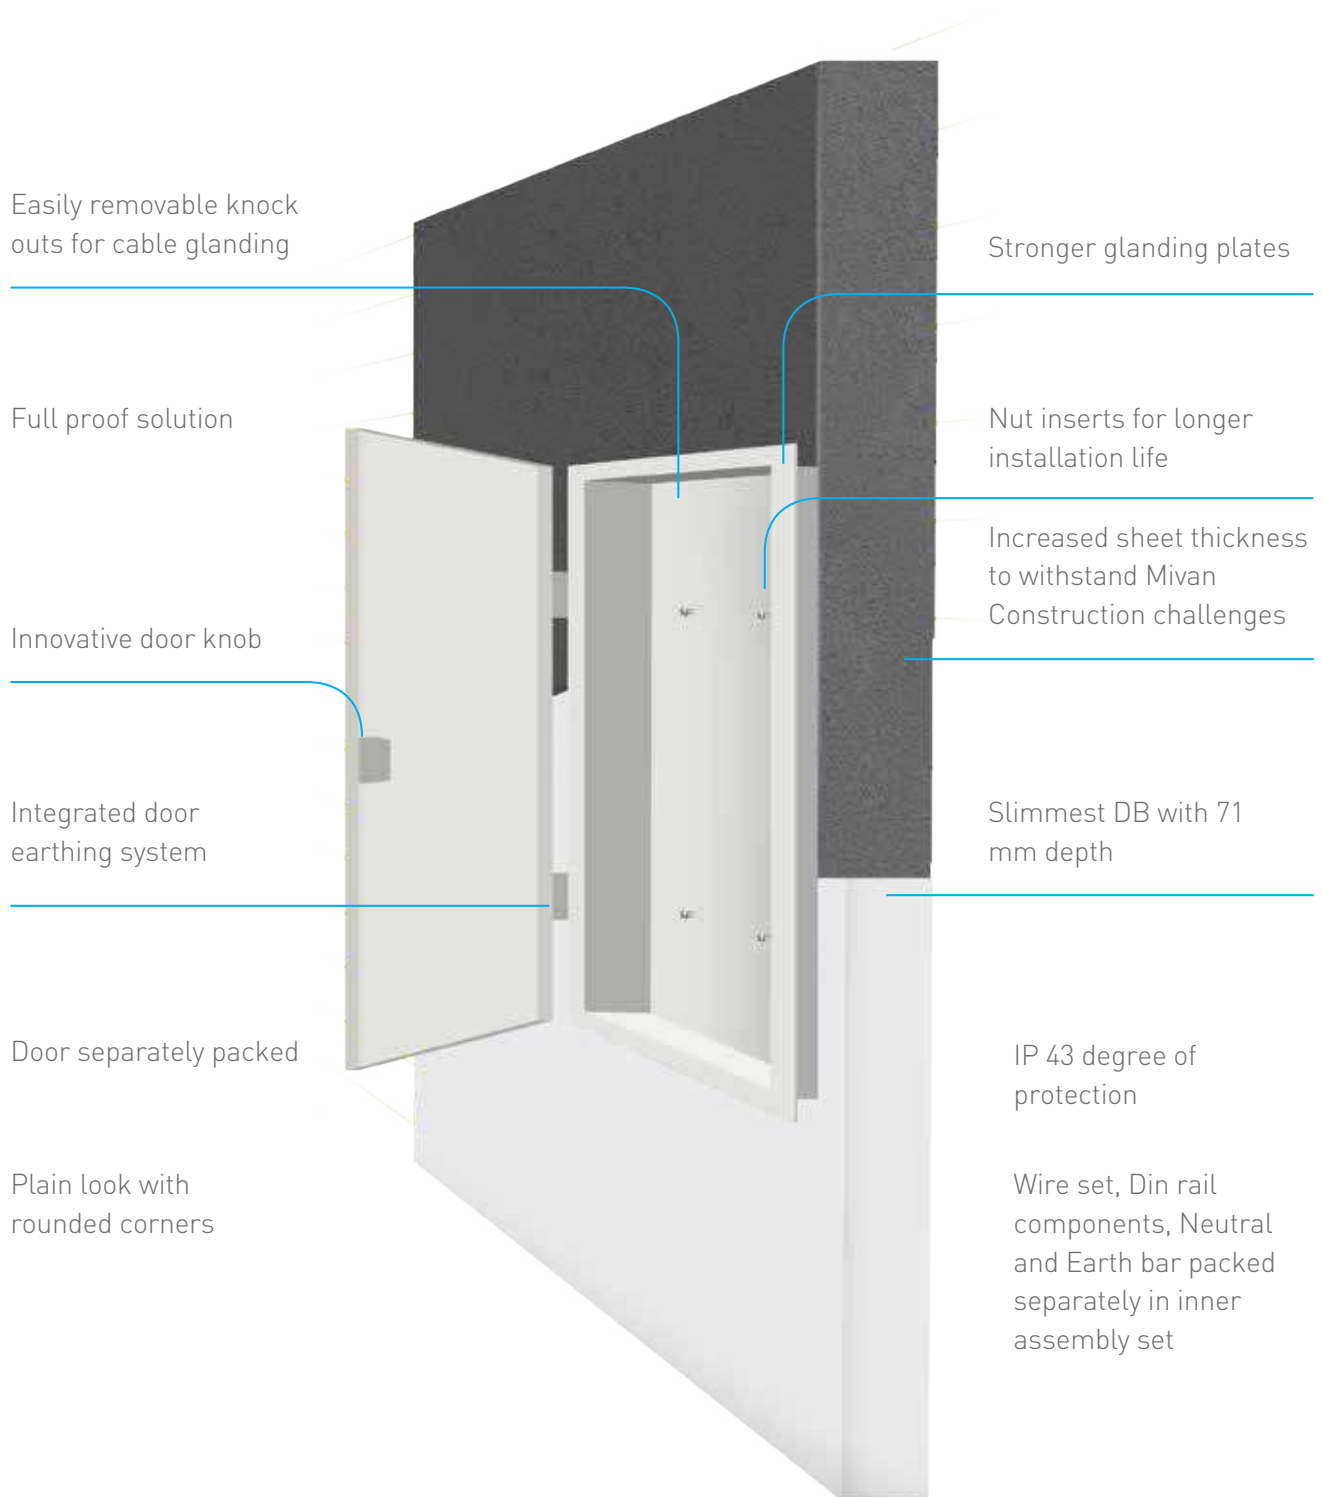 Easily removable knock
outs for cable glanding
Full proof solution
Innovative door knob
Integrated door
earthing system
Door separately packed
Plain look with
rounded corners
Stronger glanding plates
Nut inserts for longer
installation life
Increased sheet thickness
to withstand Mivan
Construction challenges
Slimmest DB with 71
mm depth
IP 43 degree of
protection
Wire set, Din rail
components, Neutral
and Earth bar packed
separately in inner
assembly set